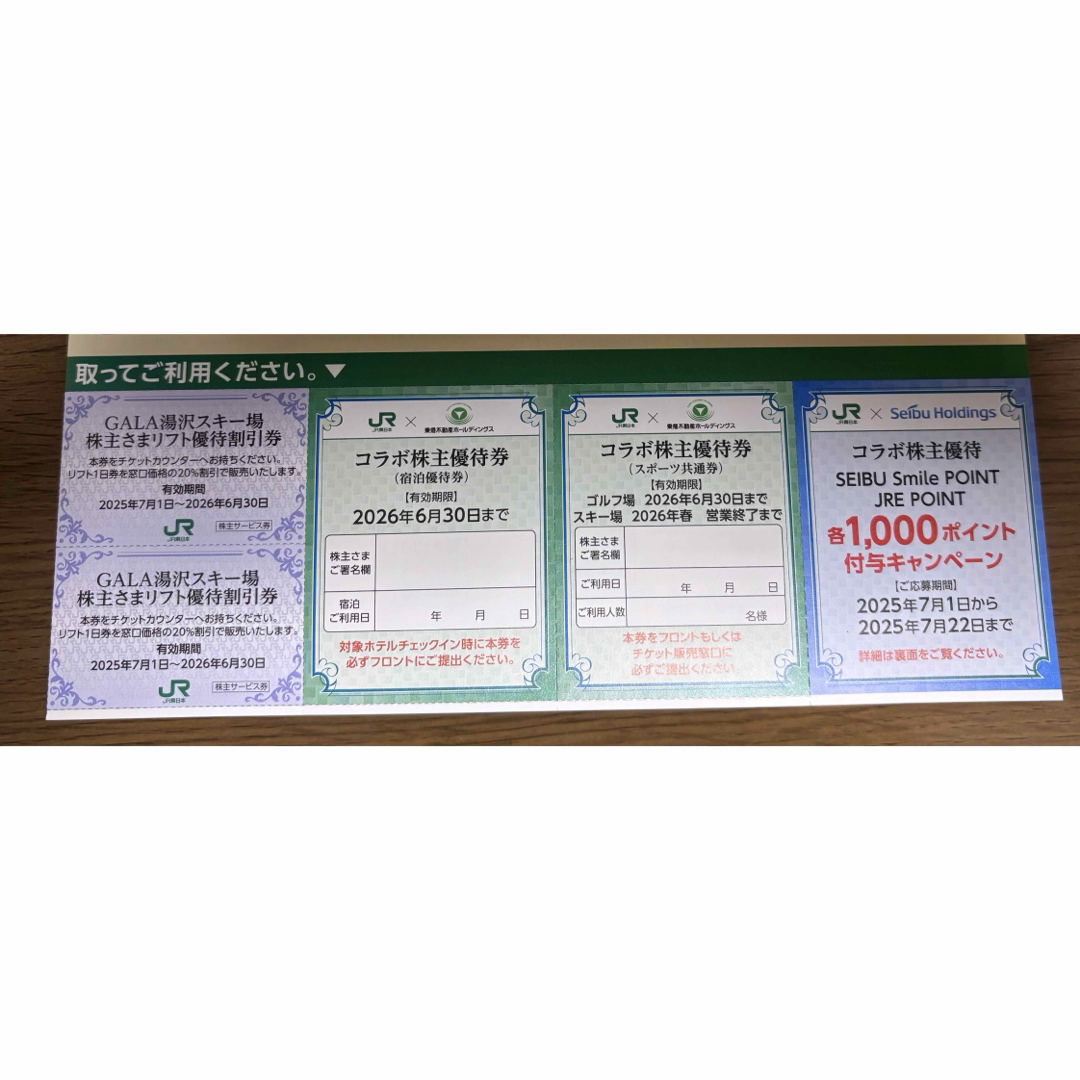 取ってご利用ください。▼
GALA湯沢スキー場
株主さまリフト優待割引券
本券をチケットカウンターへお持ちください。
リフト1日券を窓口価格の20%割引で販売いたします。
有効期間
2025年7月1日〜2026年6月30日
JR
JR東日本
株主サービス券
GALA湯沢スキー場
株主さまリフト優待割引券
本券をチケットカウンターへお持ちください。
リフト1日券を窓口価格の20%割引で販売いたします。
有効期間
2025年7月1日〜2026年6月30日
JR
JR東日本
株主サービス券
JR × 
JR東日本 東急不動産ホールディングス
コラボ株主優待券
(宿泊優待券)
【有効期限】
2026年6月30日まで
株主さま
ご署名欄
宿泊
ご利用日
年 月 日
対象ホテルチェックイン時に本券を
必ずフロントにご提出ください。
JR ×
JR東日本 東急不動産ホールディングス
コラボ株主優待券
(スポーツ共通券)
【有効期限】
ゴルフ場 2026年6月30日まで
スキー場 2026年春 営業終了まで
株主さま
ご署名欄
ご利用日 年 月 日
ご利用人数 名様
本券をフロントもしくは
チケット販売窓口に
必ずご提出ください
JR × Seibu Holdings
JR東日本
コラボ株主優待
SEIBU Smile POINT
JRE POINT
各1,000ポイント
付与キャンペーン
【ご応募期間】
2025年7月1日から
2025年7月22日まで
詳細は裏面をご覧ください。